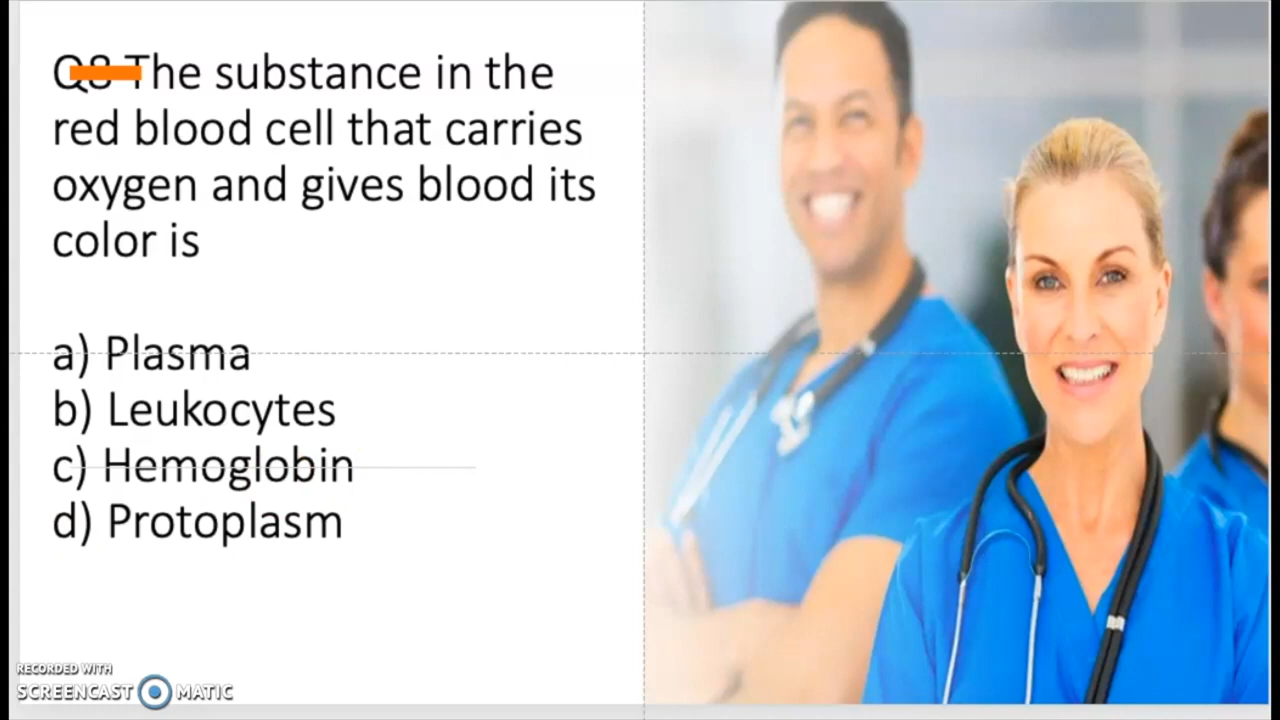 Q8 The substance in the
red blood cell that carries
oxygen and gives blood its
color is
a) Plasma
b) Leukocytes
c) Hemoglobin
d) Protoplasm
RECORDED WITH
SCREENCAST MATIC